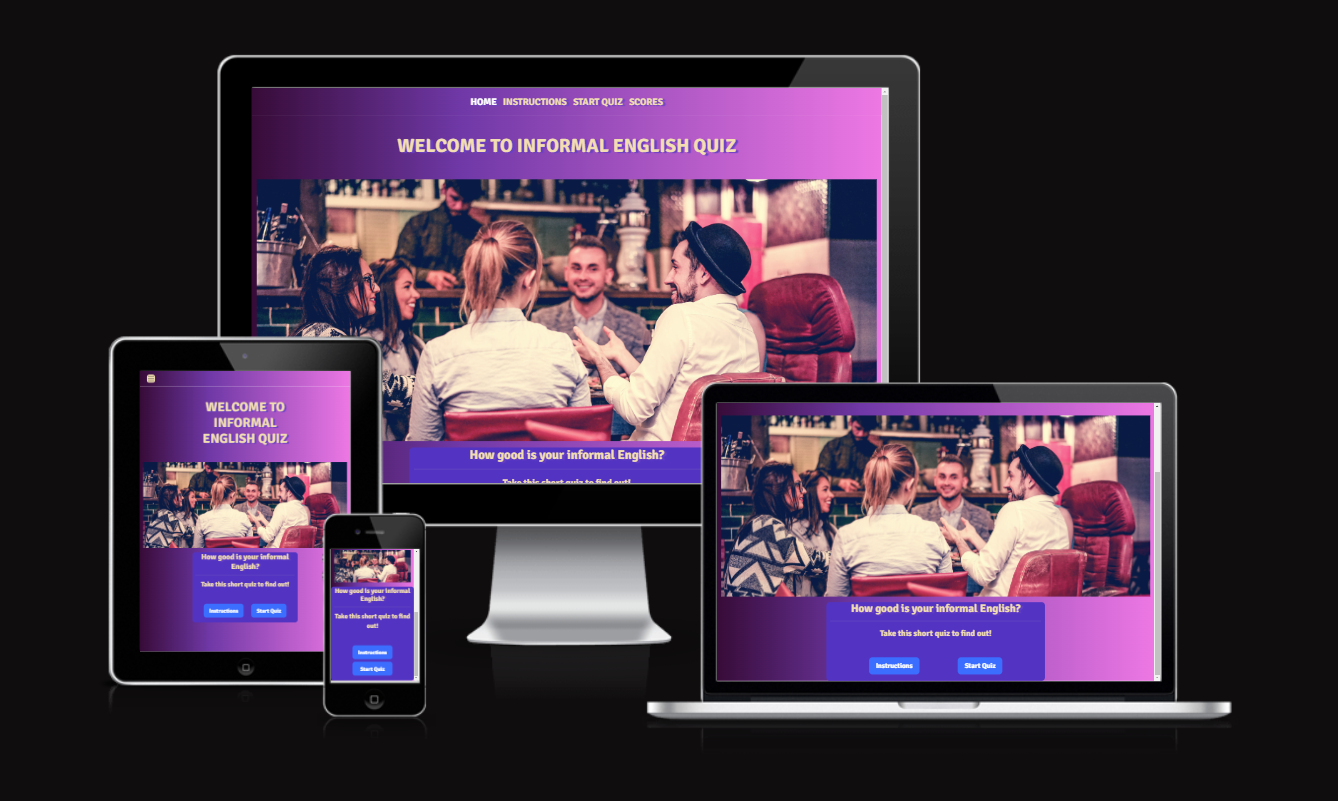 HOME INSTRUCTIONS START QUIZ SCORES
WELCOME TO INFORMAL ENGLISH QUIZ
How good is your informal English?
Take this short quiz to find out!
WELCOME TO
INFORMAL
ENGLISH QUIZ
How good is your informal
English?
Take this short quiz to find out!
Instructions Start Quiz
How good is your informal
English?
Take this short quiz to find
out!
Instructions
Start Quiz
How good is your informal English?
Take this short quiz to find out!
Instructions Start Quiz